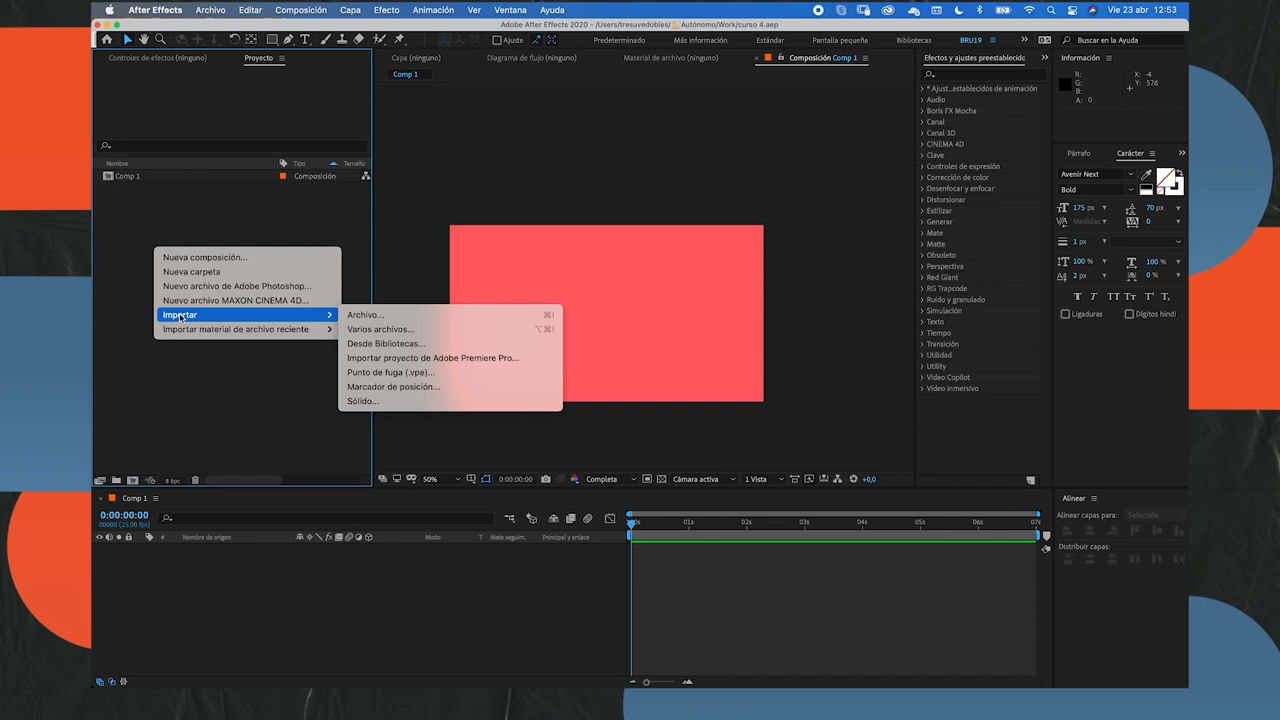 After Effects Archivo Editar Composición Capa Efecto Animación Ver Ventana Ayuda Vie 23 abr 12:53
Adobe After Effects 2020 - /Users/tresuvedobles/ Autónomo/Work/curso 4.aep
Ajuste Predeterminado Más información Estándar Pantalla pequeña Bibliotecas BRU19 Buscar en la Ayuda
Controles de efectos (ninguno) Proyecto
Capa (ninguno) Diagrama de flujo (ninguno) Material de archivo (ninguno) Composición Comp 1
Comp 1
Nombre Tipo Tamaño
Comp 1 Composición
Nueva composición...
Nueva carpeta
Nuevo archivo de Adobe Photoshop...
Nuevo archivo MAXON CINEMA 4D...
Importar
Importar material de archivo reciente
Archivo... ⌘I
Varios archivos... ⌥⌘I
Desde Bibliotecas...
Importar proyecto de Adobe Premiere Pro...
Punto de fuga (.vpe)...
Marcador de posición...
Sólido...
8 bpc
50% 0:00:00:00 Completa Cámara activa 1 Vista +0,0
Efectos y ajustes preestablecidc
* Ajust...establecidos de animación
Audio
Boris FX Mocha
Canal
Canal 3D
CINEMA 4D
Clave
Controles de expresión
Corrección de color
Desenfocar y enfocar
Distorsionar
Estilizar
Generar
Mate
Matte
Obsoleto
Perspectiva
Red Giant
RG Trapcode
Ruido y granulado
Simulación
Texto
Tiempo
Transición
Utilidad
Utility
Video Copilot
Vídeo inmersivo
Información
R: X: -4
G: Y: 576
B:
A: 0
Párrafo Carácter
Avenir Next
Bold
175 px 70 px
Medidas 0
1 px
100 % 100 %
2 px 0 %
T T TT Tт T' T,
Ligaduras Dígitos hindi
Comp 1
0:00:00:00
00000 (25.00 fps)
# Nombre de origen Modo T Mate seguim. Principal y enlace
01s 02s 03s 04s 05s 06s 07s
Alinear
Alinear capas para: Selección
Distribuir capas: